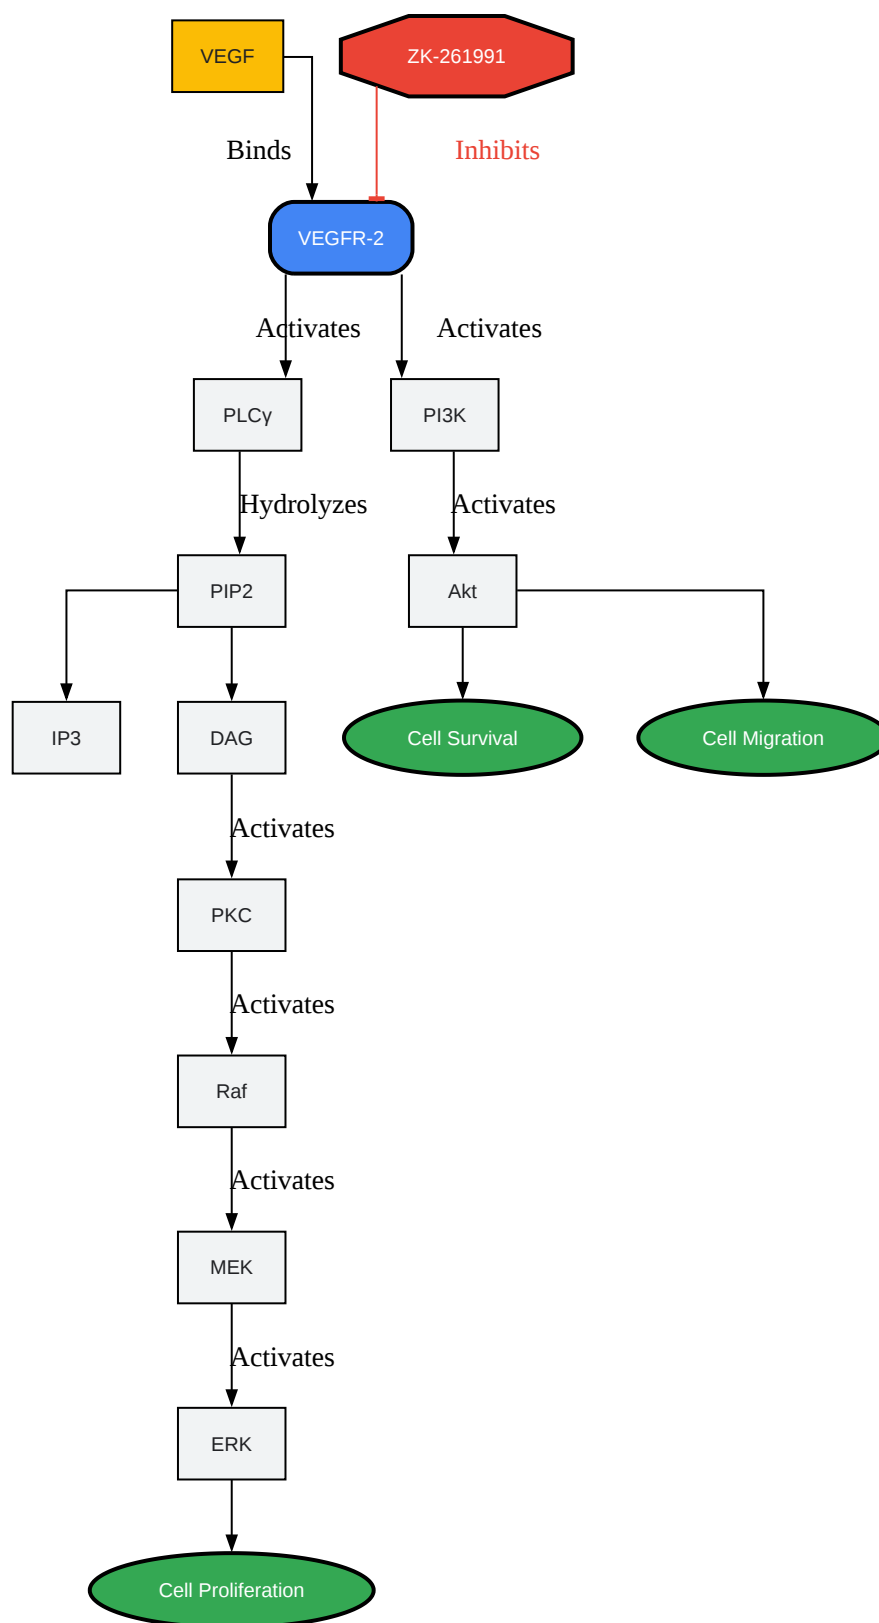 VEGF
ZK-261991
Binds
Inhibits
VEGFR-2
Activates
Activates
PLCγ
PI3K
Hydrolyzes
Activates
PIP2
Akt
IP3
DAG
Cell Survival
Cell Migration
Activates
PKC
Activates
Raf
Activates
MEK
Activates
ERK
Cell Proliferation